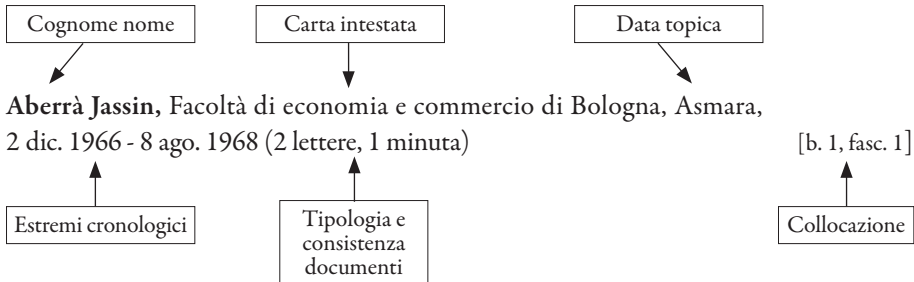 Cognome nome
Carta intestata
Data topica
Aberrà Jassin, Facoltà di economia e commercio di Bologna, Asmara,
2 dic. 1966 - 8 ago. 1968 (2 lettere, 1 minuta) [b. 1, fasc. 1]
Estremi cronologici
Tipologia e
consistenza
documenti
Collocazione